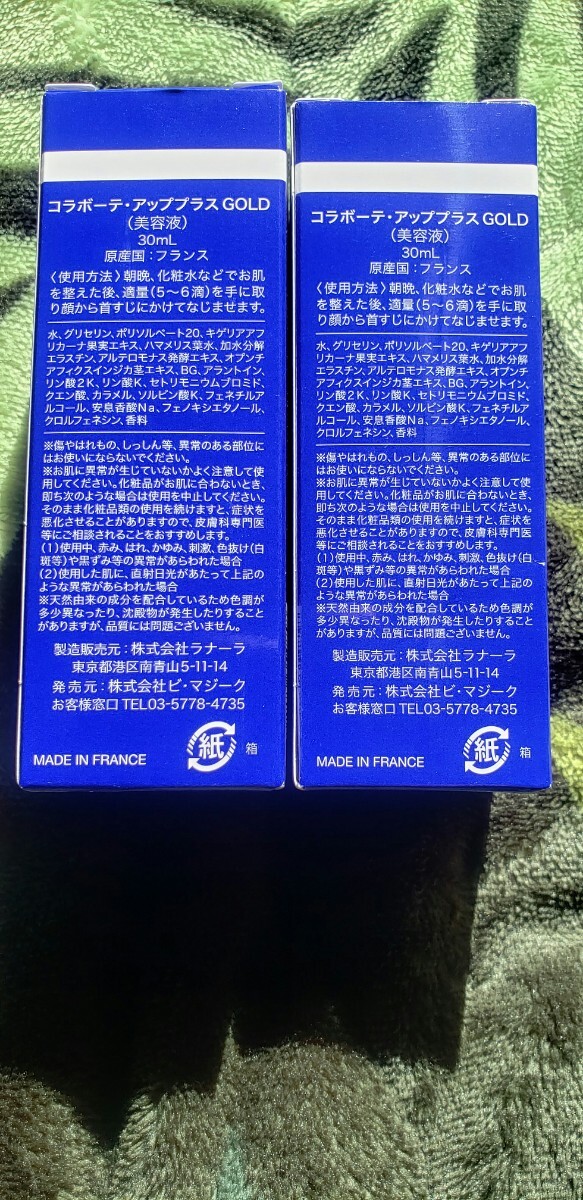 コラボーテ・アッププラス GOLD
（美容液）
30mL
原産国：フランス
〈使用方法〉朝晩、化粧水などでお肌
を整えた後、適量（5〜6滴）を手に取
り顔から首すじにかけてなじませます。
水、グリセリン、ポリソルベート20、キゲリアアフ
リカーナ果実エキス、ハマメリス葉水、加水分解
エラスチン、アルテロモナス発酵エキス、オプンチ
アフィクスインジカ茎エキス、BG、アラントイン、
リン酸2K、リン酸K、セトリモニウムブロミド、
クエン酸、カラメル、ソルビン酸K、フェネチルア
ルコール、安息香酸Na、フェノキシエタノール、
クロルフェネシン、香料
※傷やはれもの、しっしん等、異常のある部位に
はお使いにならないでください。
※お肌に異常が生じていないかよく注意して使
用してください。化粧品がお肌に合わないとき、
即ち次のような場合は使用を中止してください。
そのまま化粧品類の使用を続けますと、症状を
悪化させることがありますので、皮膚科専門医
等にご相談されることをおすすめします。
（1）使用中、赤み、はれ、かゆみ、刺激、色抜け（白
斑等）や黒ずみ等の異常があらわれた場合
（2）使用した肌に、直射日光があたって上記の
ような異常があらわれた場合
※天然由来の成分を配合しているため色調が
多少異なったり、沈殿物が発生したりすること
がありますが、品質には問題ございません。
製造販売元：株式会社ラナーラ
東京都港区南青山5-11-14
発売元：株式会社ビ・マジーク
お客様窓口 TEL03-5778-4735
MADE IN FRANCE
紙
箱
コラボーテ・アッププラス GOLD
（美容液）
30mL
原産国：フランス
〈使用方法〉朝晩、化粧水などでお肌
を整えた後、適量（5〜6滴）を手に取
り顔から首すじにかけてなじませます。
水、グリセリン、ポリソルベート20、キゲリアアフ
リカーナ果実エキス、ハマメリス葉水、加水分解
エラスチン、アルテロモナス発酵エキス、オプンチ
アフィクスインジカ茎エキス、BG、アラントイン、
リン酸2K、リン酸K、セトリモニウムブロミド、
クエン酸、カラメル、ソルビン酸K、フェネチルア
ルコール、安息香酸Na、フェノキシエタノール、
クロルフェネシン、香料
※傷やはれもの、しっしん等、異常のある部位に
はお使いにならないでください。
※お肌に異常が生じていないかよく注意して使
用してください。化粧品がお肌に合わないとき、
即ち次のような場合は使用を中止してください。
そのまま化粧品類の使用を続けますと、症状を
悪化させることがありますので、皮膚科専門医
等にご相談されることをおすすめします。
（1）使用中、赤み、はれ、かゆみ、刺激、色抜け（白
斑等）や黒ずみ等の異常があらわれた場合
（2）使用した肌に、直射日光があたって上記の
ような異常があらわれた場合
※天然由来の成分を配合しているため色調が
多少異なったり、沈殿物が発生したりすること
がありますが、品質には問題ございません。
製造販売元：株式会社ラナーラ
東京都港区南青山5-11-14
発売元：株式会社ビ・マジーク
お客様窓口 TEL03-5778-4735
MADE IN FRANCE
紙
箱